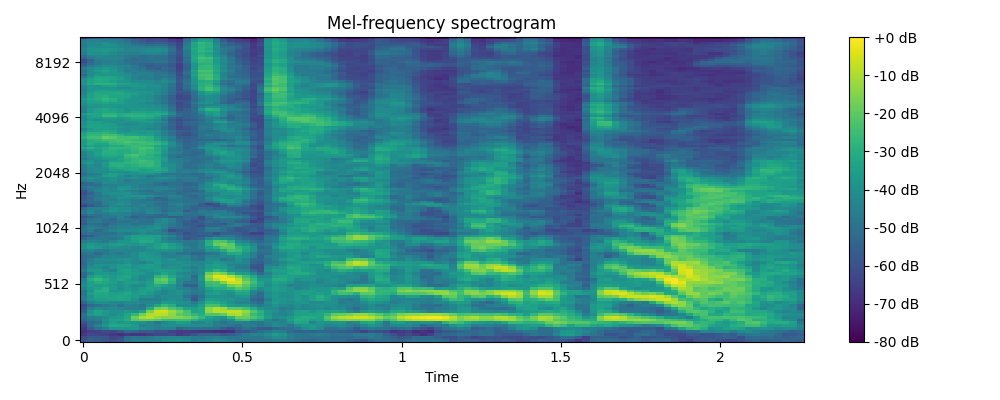 Mel-frequency spectrogram
Hz
8192
4096
2048
1024
512
0
0
0.5
1
1.5
2
Time
+0 dB
-10 dB
-20 dB
-30 dB
-40 dB
-50 dB
-60 dB
-70 dB
-80 dB